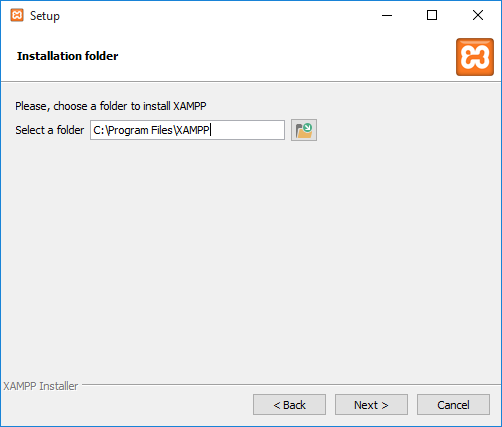 Setup
Installation folder
Please, choose a folder to install XAMPP
Select a folder C:\Program Files\XAMPP
XAMPP Installer
< Back Next > Cancel